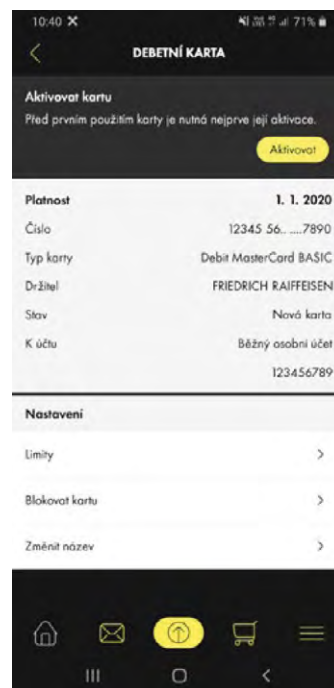 10:40
71%
DEBETNÍ KARTA
Aktivovat kartu
Před prvním použitím karty je nutná nejprve její aktivace.
Aktivovat
Platnost 1. 1. 2020
Číslo 12345 56.. ....7890
Typ karty Debit MasterCard BASIC
Držitel FRIEDRICH RAIFFEISEN
Stav Nová karta
K účtu Běžný osobní účet
123456789
Nastavení
Limity
Blokovat kartu
Změnit název